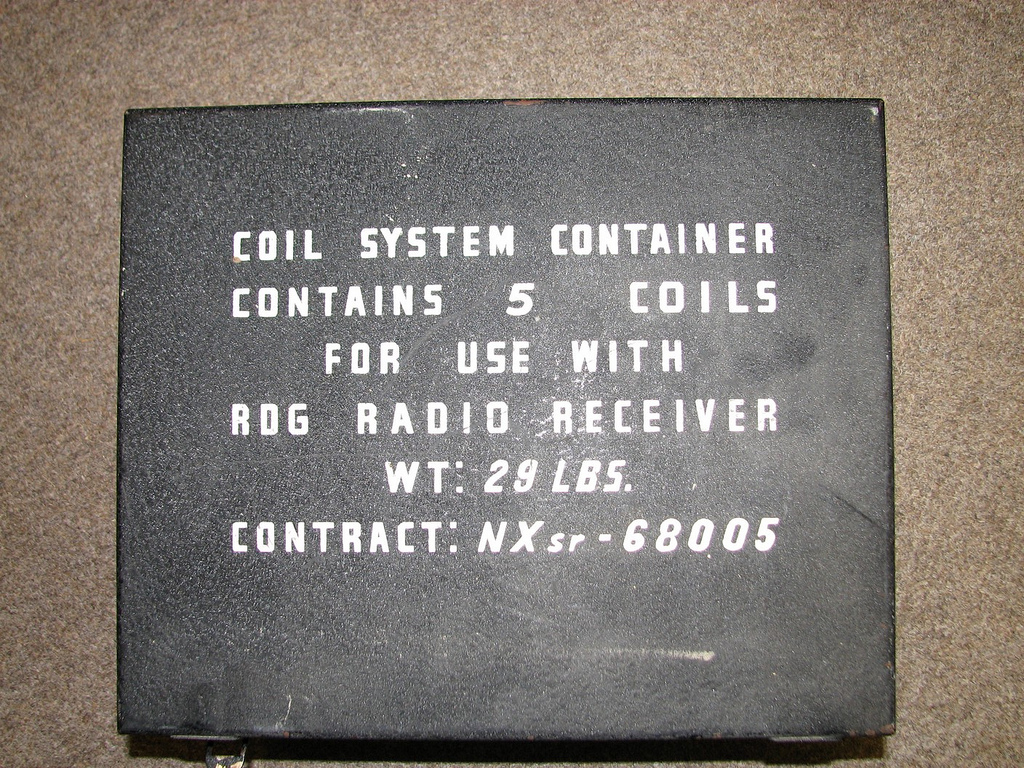 COIL SYSTEM CONTAINER
CONTAINS 5 COILS
FOR USE WITH
RDG RADIO RECEIVER
WT: 29 LBS.
CONTRACT: NXsr-68005